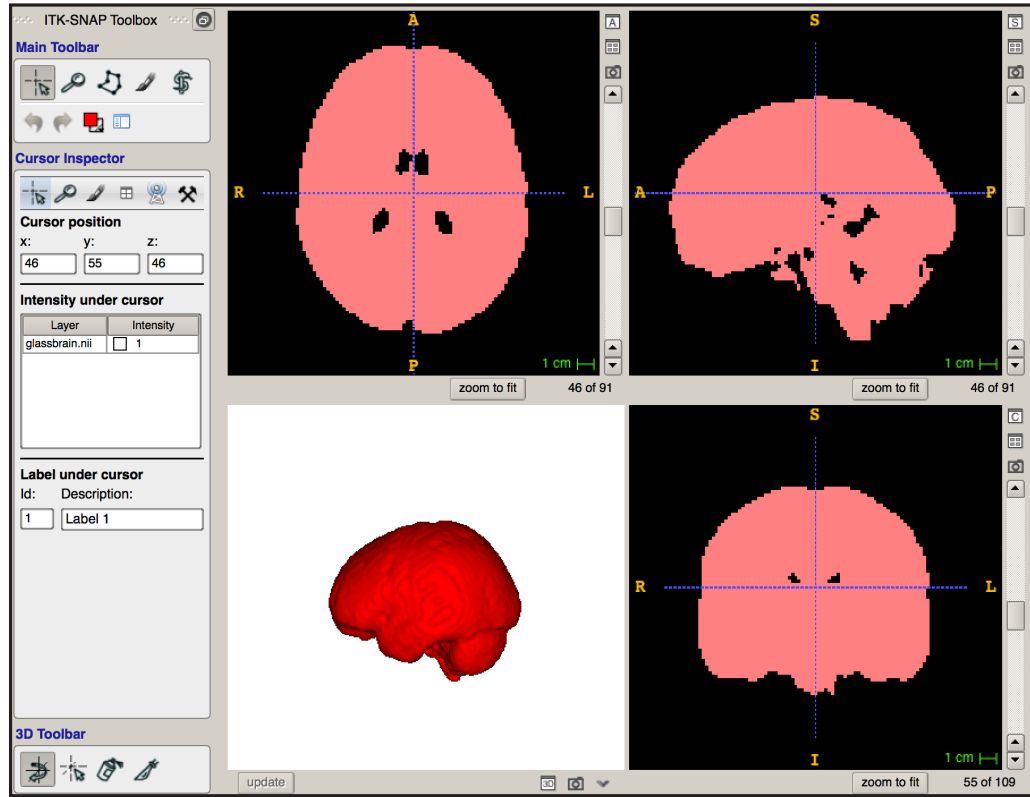 ITK-SNAP Toolbox
Main Toolbar
Cursor Inspector
Cursor position
x: y: z:
46 55 46
Intensity under cursor
Layer Intensity
glassbrain.nii 1
Label under cursor
Id: Description:
1 Label 1
3D Toolbar
A
R L
P
1 cm
A
zoom to fit 46 of 91
S
A P
I
1 cm
S
zoom to fit 46 of 91
update
3D
S
R L
I
1 cm
C
zoom to fit 55 of 109